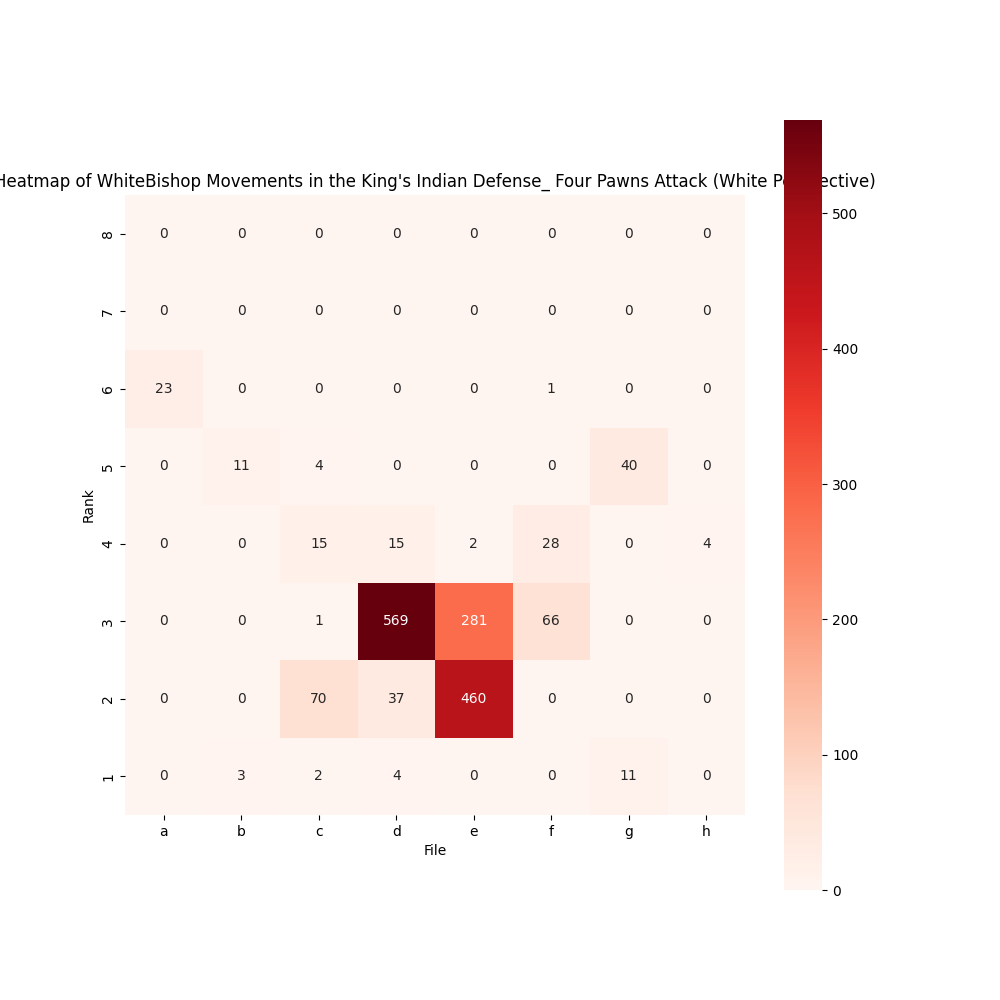 Heatmap of WhiteBishop Movements in the King's Indian Defense_ Four Pawns Attack (White P ective)
500
400
300
200
100
0
8 0 0 0 0 0 0 0 0
7 0 0 0 0 0 0 0 0
6 23 0 0 0 0 1 0 0
5 0 11 4 0 0 0 40 0
4 0 0 15 15 2 28 0 4
3 0 0 1 569 281 66 0 0
2 0 0 70 37 460 0 0 0
1 0 3 2 4 0 0 11 0
a b c d e f g h
File
Rank